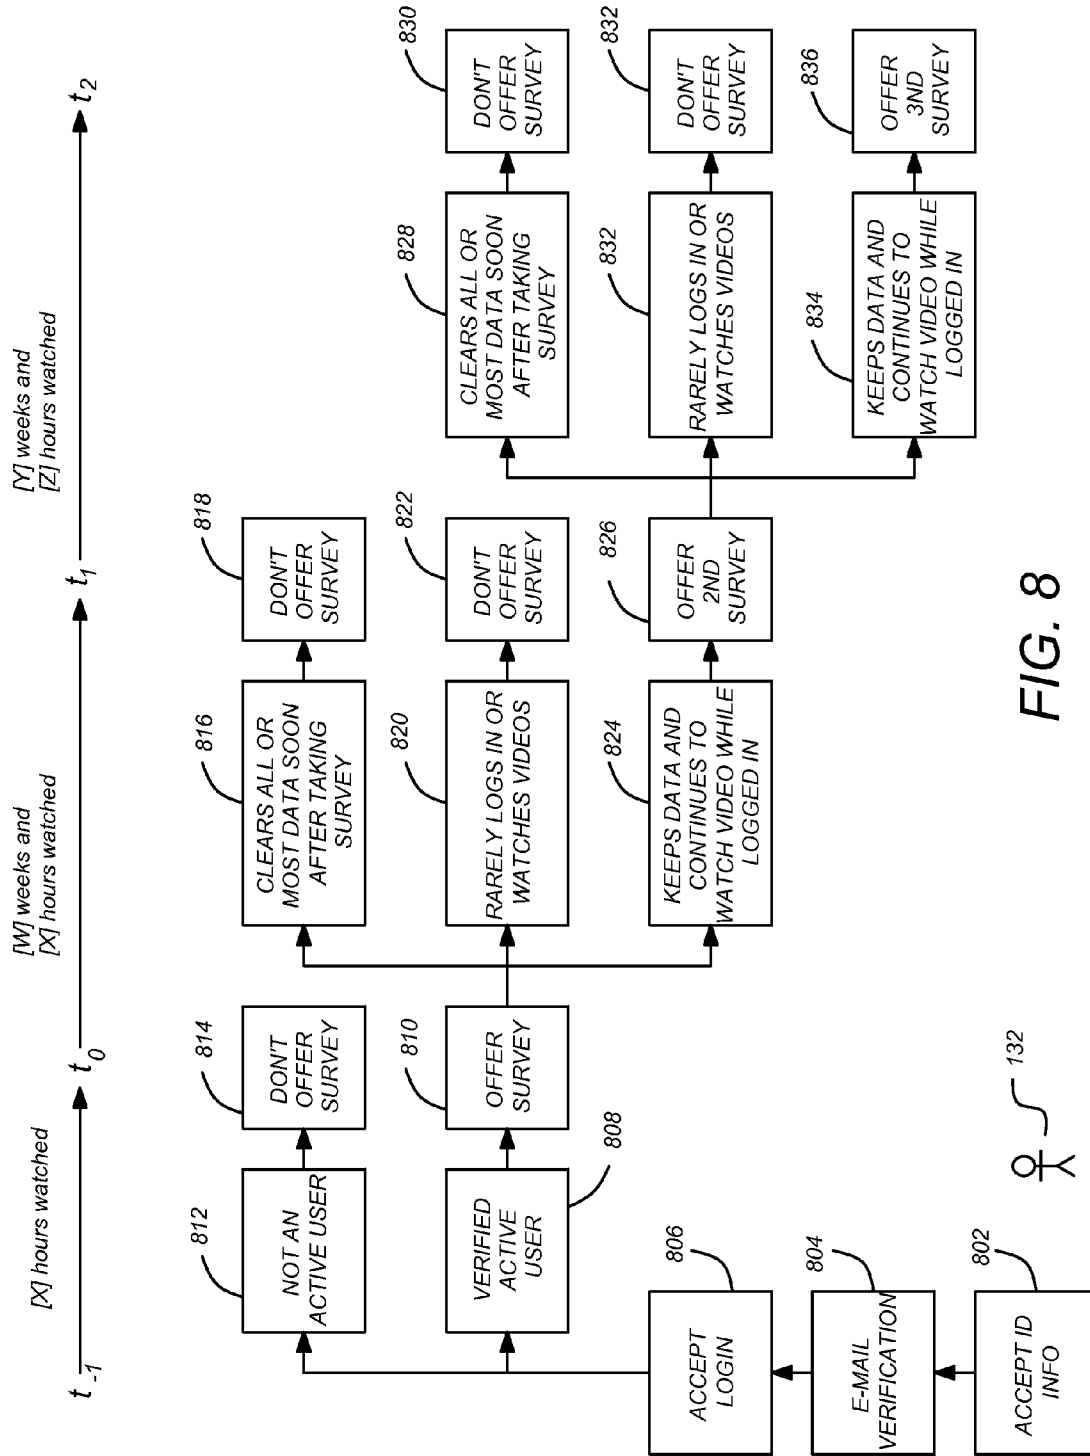 [X] hours watched
[W] weeks and
[X] hours watched
[Y] weeks and
[Z] hours watched
t-1
t0
t1
t2
812
NOT AN
ACTIVE USER
814
DON'T
OFFER
SURVEY
816
CLEARS ALL OR
MOST DATA SOON
AFTER TAKING
SURVEY
818
DON'T
OFFER
SURVEY
VERIFIED
ACTIVE
USER
808
810
OFFER
SURVEY
820
RARELY LOGS IN OR
WATCHES VIDEOS
822
DON'T
OFFER
SURVEY
828
CLEARS ALL OR
MOST DATA SOON
AFTER TAKING
SURVEY
830
DON'T
OFFER
SURVEY
806
ACCEPT
LOGIN
824
KEEPS DATA AND
CONTINUES TO
WATCH VIDEO WHILE
LOGGED IN
826
OFFER
2ND
SURVEY
832
RARELY LOGS IN OR
WATCHES VIDEOS
832
DON'T
OFFER
SURVEY
804
E-MAIL
VERIFICATION
834
KEEPS DATA AND
CONTINUES TO
WATCH VIDEO WHILE
LOGGED IN
836
OFFER
3ND
SURVEY
802
ACCEPT ID
INFO
132
FIG. 8